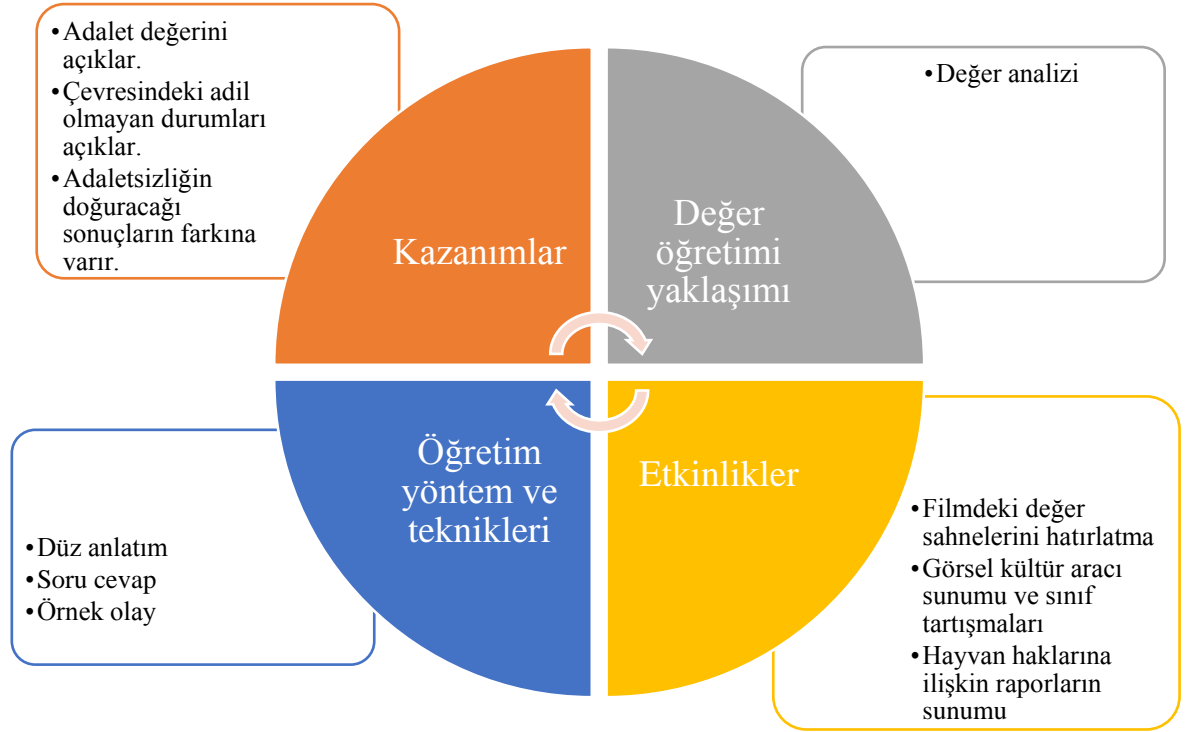 •Adalet değerini
açıklar.
•Çevresindeki adil
olmayan durumları
açıklar.
•Adaletsizliğin
doğuracağı
sonuçların farkına
varır.
•Değer analizi
Kazanımlar
Değer
öğretimi
yaklaşımı
Öğretim
yöntem ve
teknikleri
Etkinlikler
•Düz anlatım
•Soru cevap
•Örnek olay
•Filmdeki değer
sahnelerini hatırlatma
•Görsel kültür aracı
sunumu ve sınıf
tartışmaları
•Hayvan haklarına
ilişkin raporların
sunumu